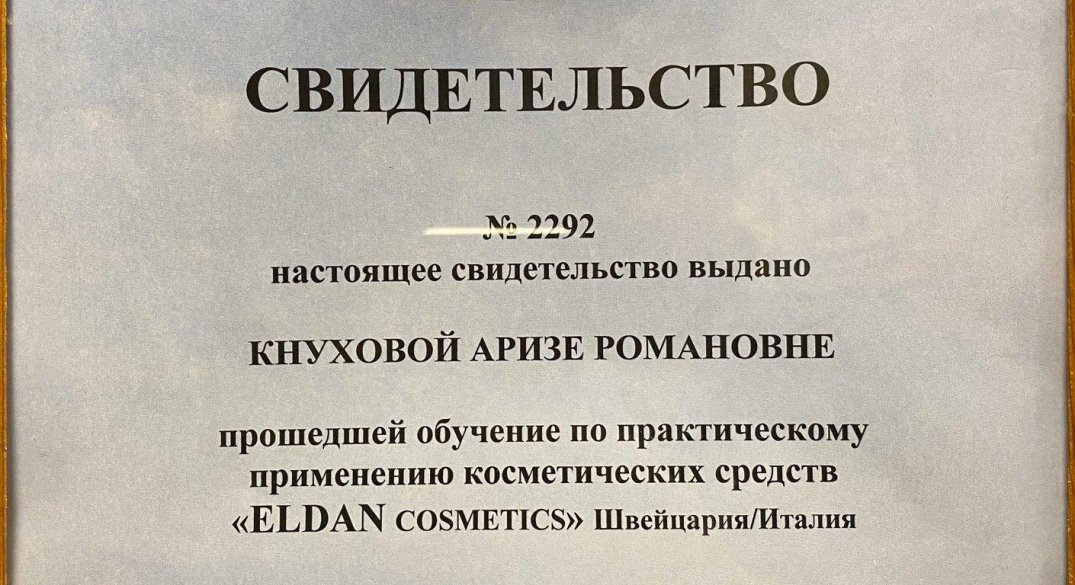 СВИДЕТЕЛЬСТВО
№ 2292
настоящее свидетельство выдано
КНУХОВОЙ АРИЗЕ РОМАНОВНЕ
прошедшей обучение по практическому
применению косметических средств
«ELDAN COSMETICS» Швейцария/Италия